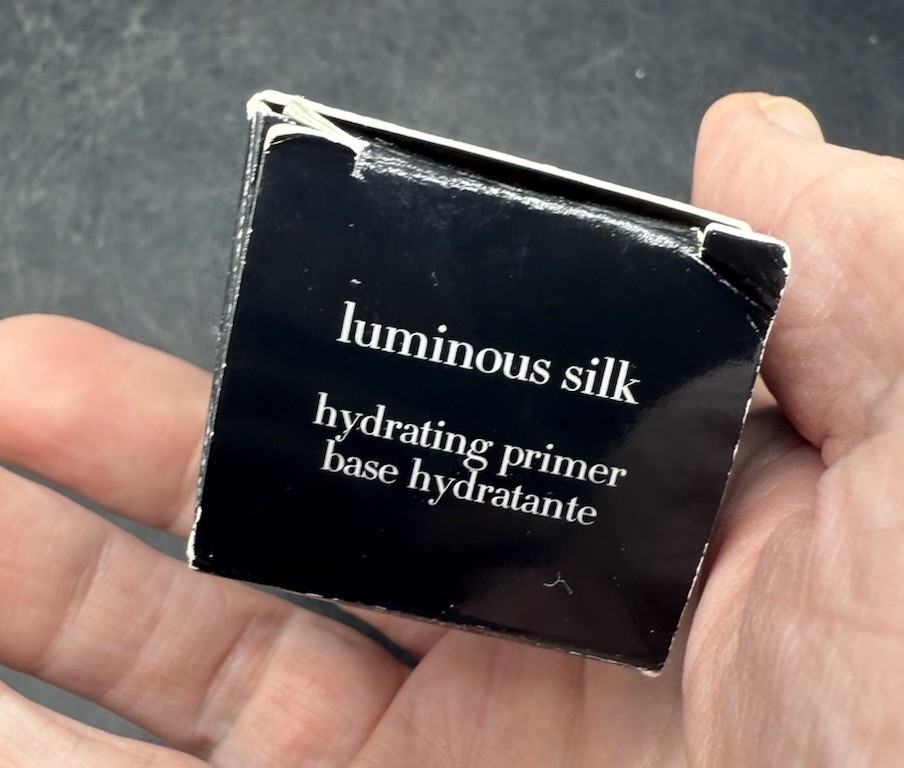 luminous silk
hydrating primer
base hydratante